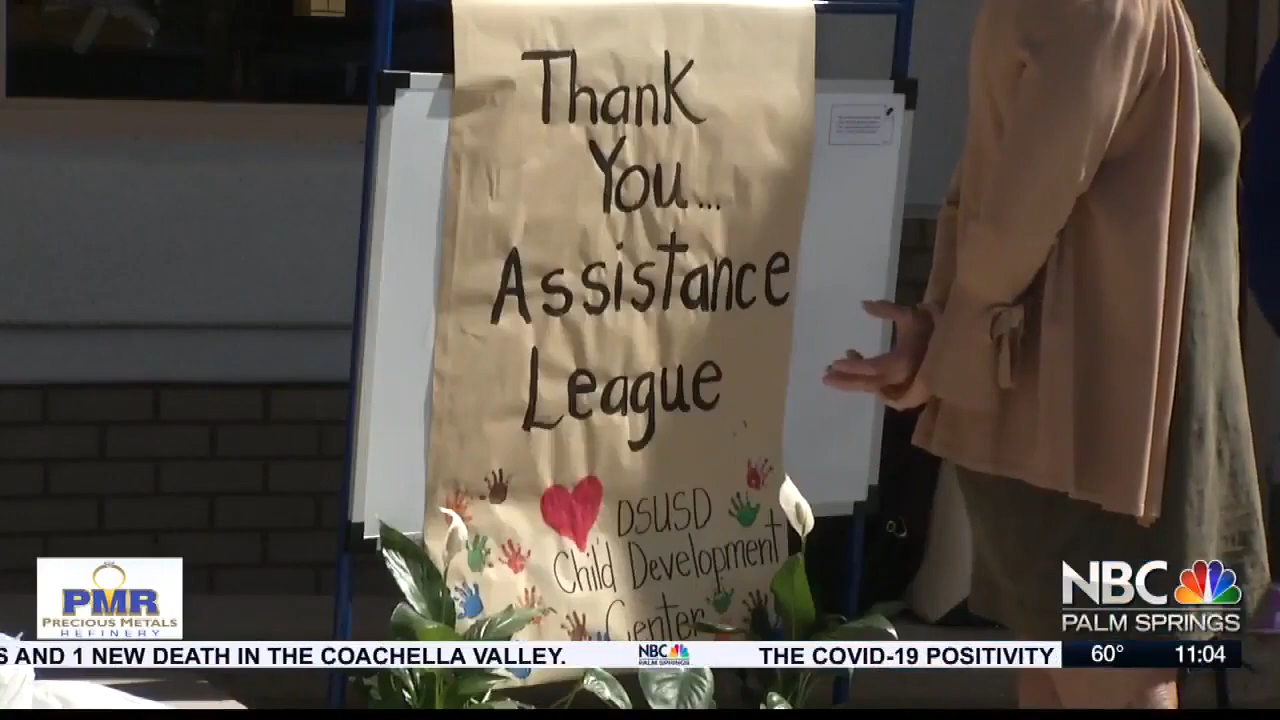 Thank
You...
Assistance
League
DSUSD
Child Development
Center
PMR
PRECIOUS METALS
REFINERY
NBC
PALM SPRINGS
S AND 1 NEW DEATH IN THE COACHELLA VALLEY. NBC PALM SPRINGS THE COVID-19 POSITIVITY
60° 11:04